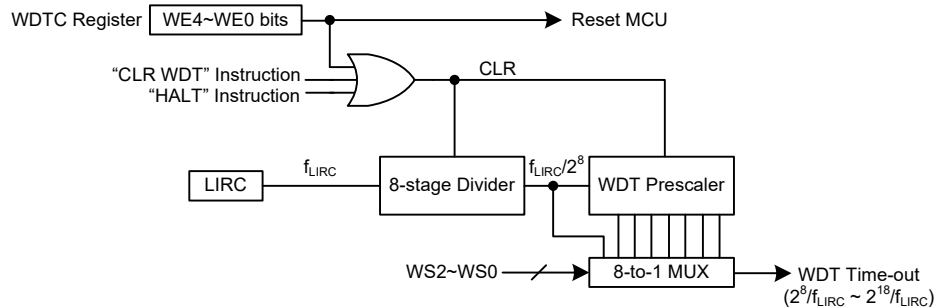 WDTC Register WE4~WE0 bits Reset MCU
“CLR WDT” Instruction
“HALT” Instruction
CLR
LIRC
fLIRC
8-stage Divider
fLIRC/2^8
WDT Prescaler
WS2~WS0
8-to-1 MUX
WDT Time-out
(2^8/fLIRC ~ 2^18/fLIRC)